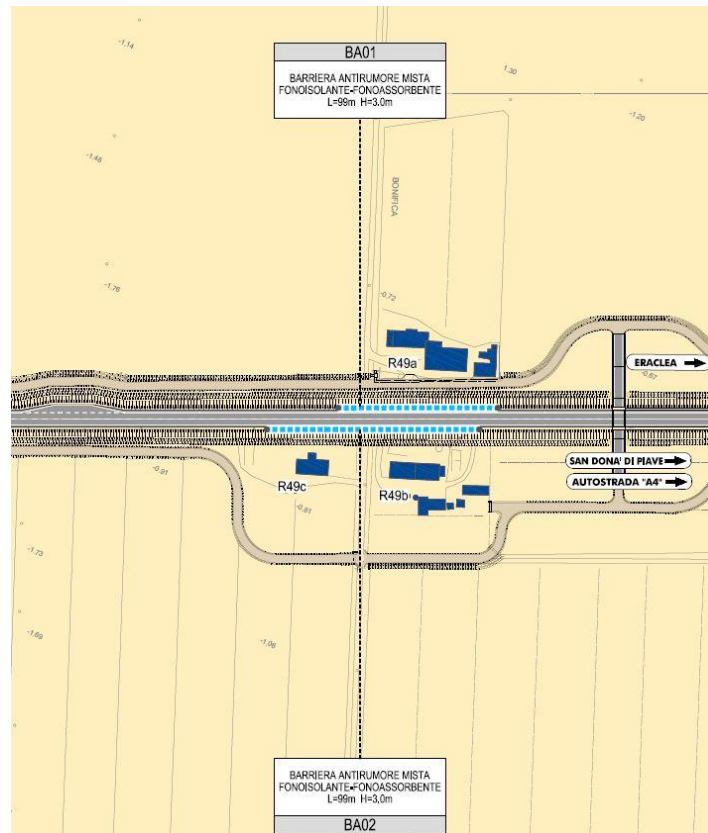 BA01
BARRIERA ANTIRUMORE MISTA
FONOISOLANTE-FONOASSORBENTE
L=99m H=3.0m
-1,14
1,30
-1,20
-1,48
BONIFICA
-1,76
-0,72
R49a
ERACLEA
-0,67
SAN DONA' DI PIAVE
-0,91
R49c
R49b
AUTOSTRADA "A4"
-0,81
-1,73
-1,69
-1,06
BARRIERA ANTIRUMORE MISTA
FONOISOLANTE-FONOASSORBENTE
L=99m H=3,0m
BA02